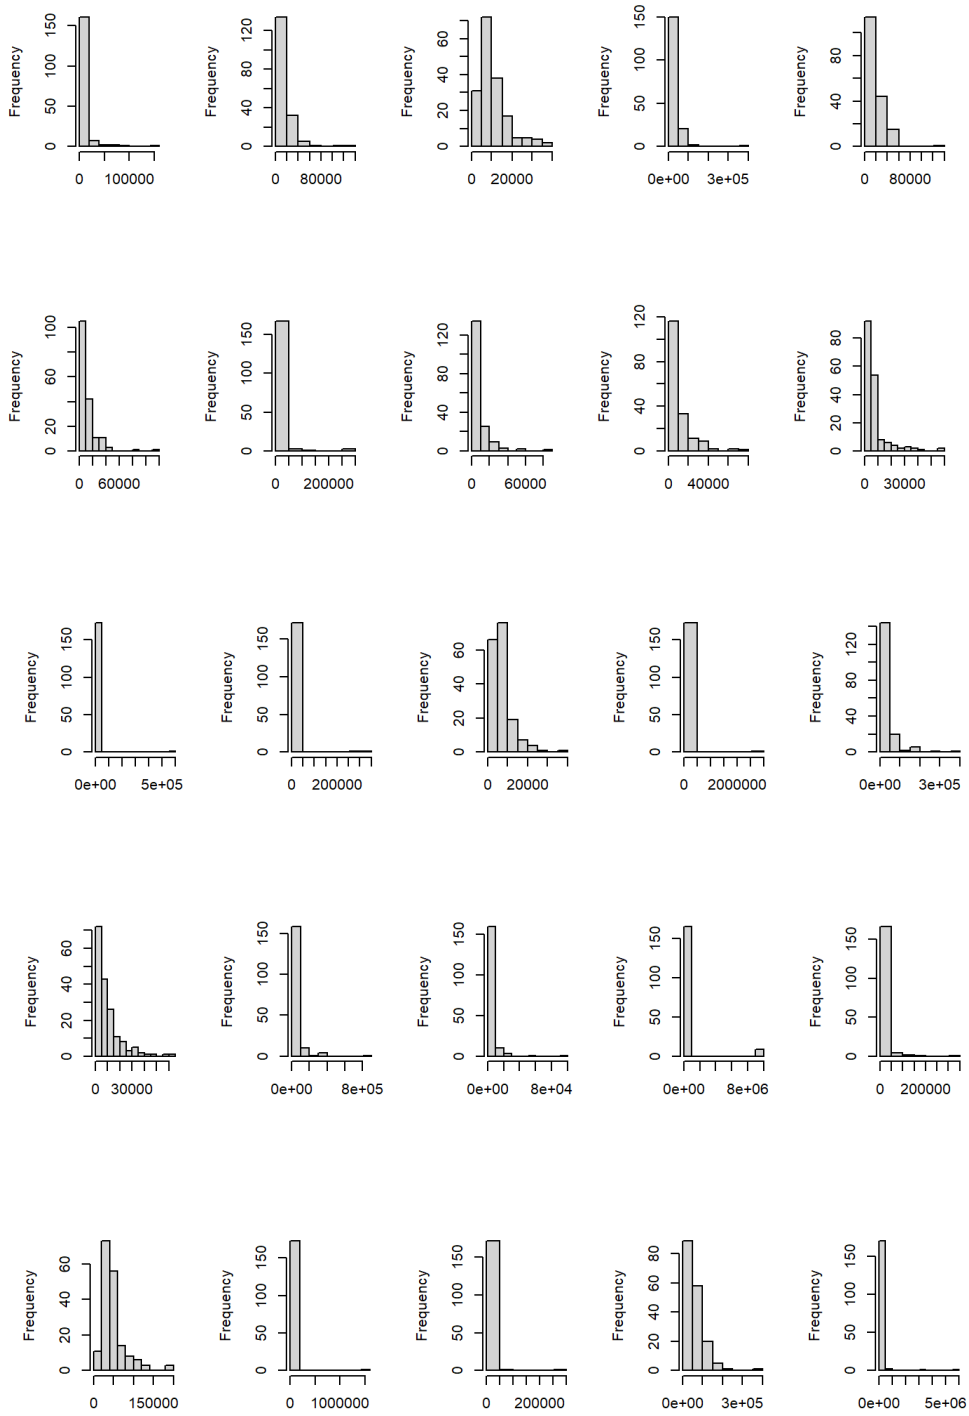 Frequency 0 50 100 150
0 100000
Frequency 0 40 80 120
0 80000
Frequency 0 20 40 60
0 20000
Frequency 0 50 100 150
0e+00 3e+05
Frequency 0 40 80
0 80000
Frequency 0 20 60 100
0 60000
Frequency 0 50 100 150
0 200000
Frequency 0 40 80 120
0 60000
Frequency 0 40 80 120
0 40000
Frequency 0 20 40 60 80
0 30000
Frequency 0 50 100 150
0e+00 5e+05
Frequency 0 50 100 150
0 200000
Frequency 0 20 40 60
0 20000
Frequency 0 50 100 150
0 2000000
Frequency 0 40 80 120
0e+00 3e+05
Frequency 0 20 40 60
0 30000
Frequency 0 50 100 150
0e+00 8e+05
Frequency 0 50 100 150
0e+00 8e+04
Frequency 0 50 100 150
0e+00 8e+06
Frequency 0 50 100 150
0 200000
Frequency 0 20 40 60
0 150000
Frequency 0 50 100 150
0 1000000
Frequency 0 50 100 150
0 200000
Frequency 0 20 40 60 80
0e+00 3e+05
Frequency 0 50 100 150
0e+00 5e+06